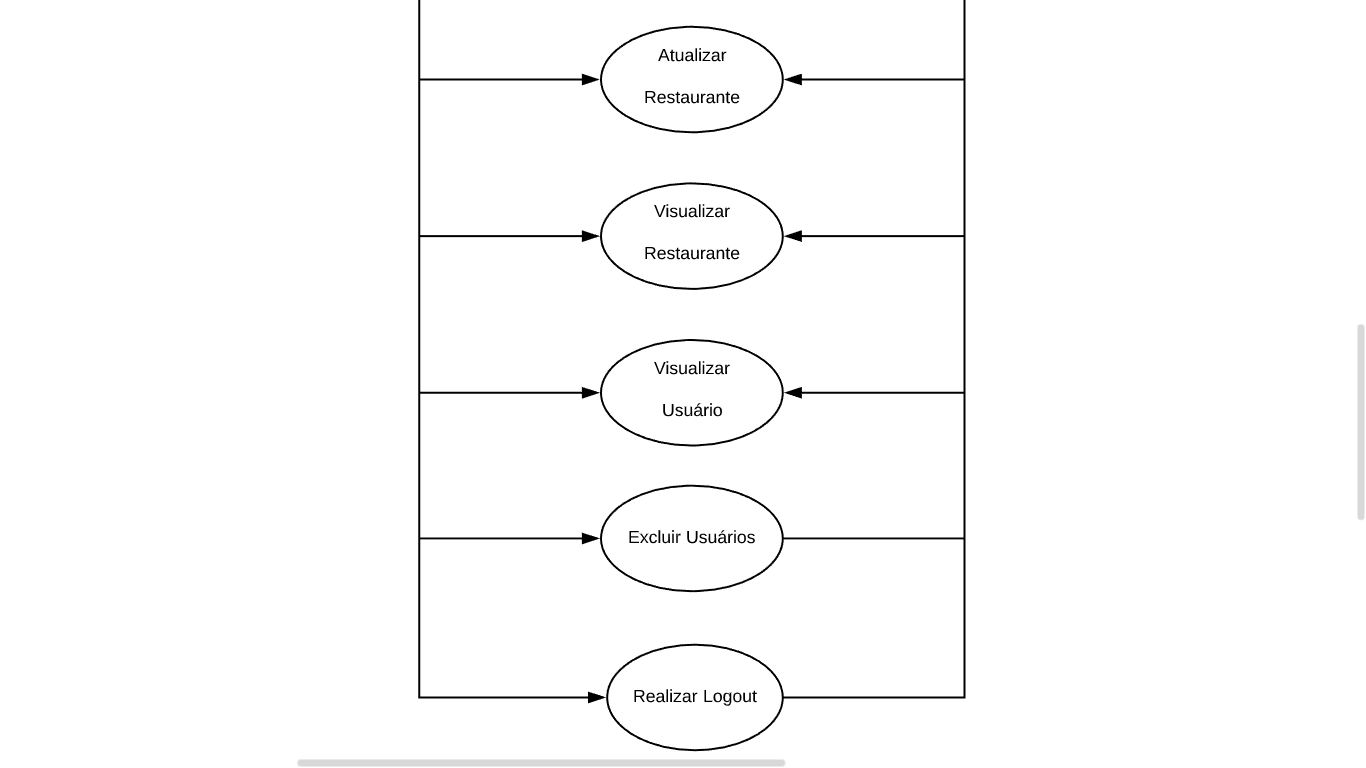 Atualizar
Restaurante
Visualizar
Restaurante
Visualizar
Usuário
Excluir Usuários
Realizar Logout